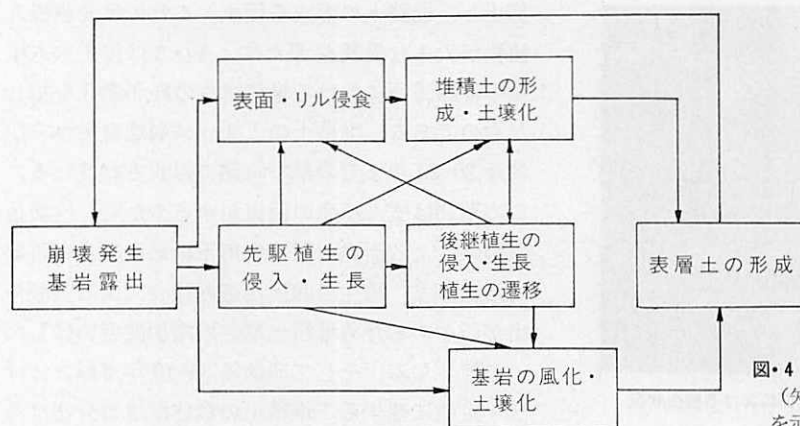 表面・リル侵食
堆積土の形
成・土壌化
崩壊発生
基岩露出
先駆植生の
侵入・生長
後継植生の
侵入・生長
植生の遷移
表層土の形成
基岩の風化・
土壌化
図・4
(矢
を示